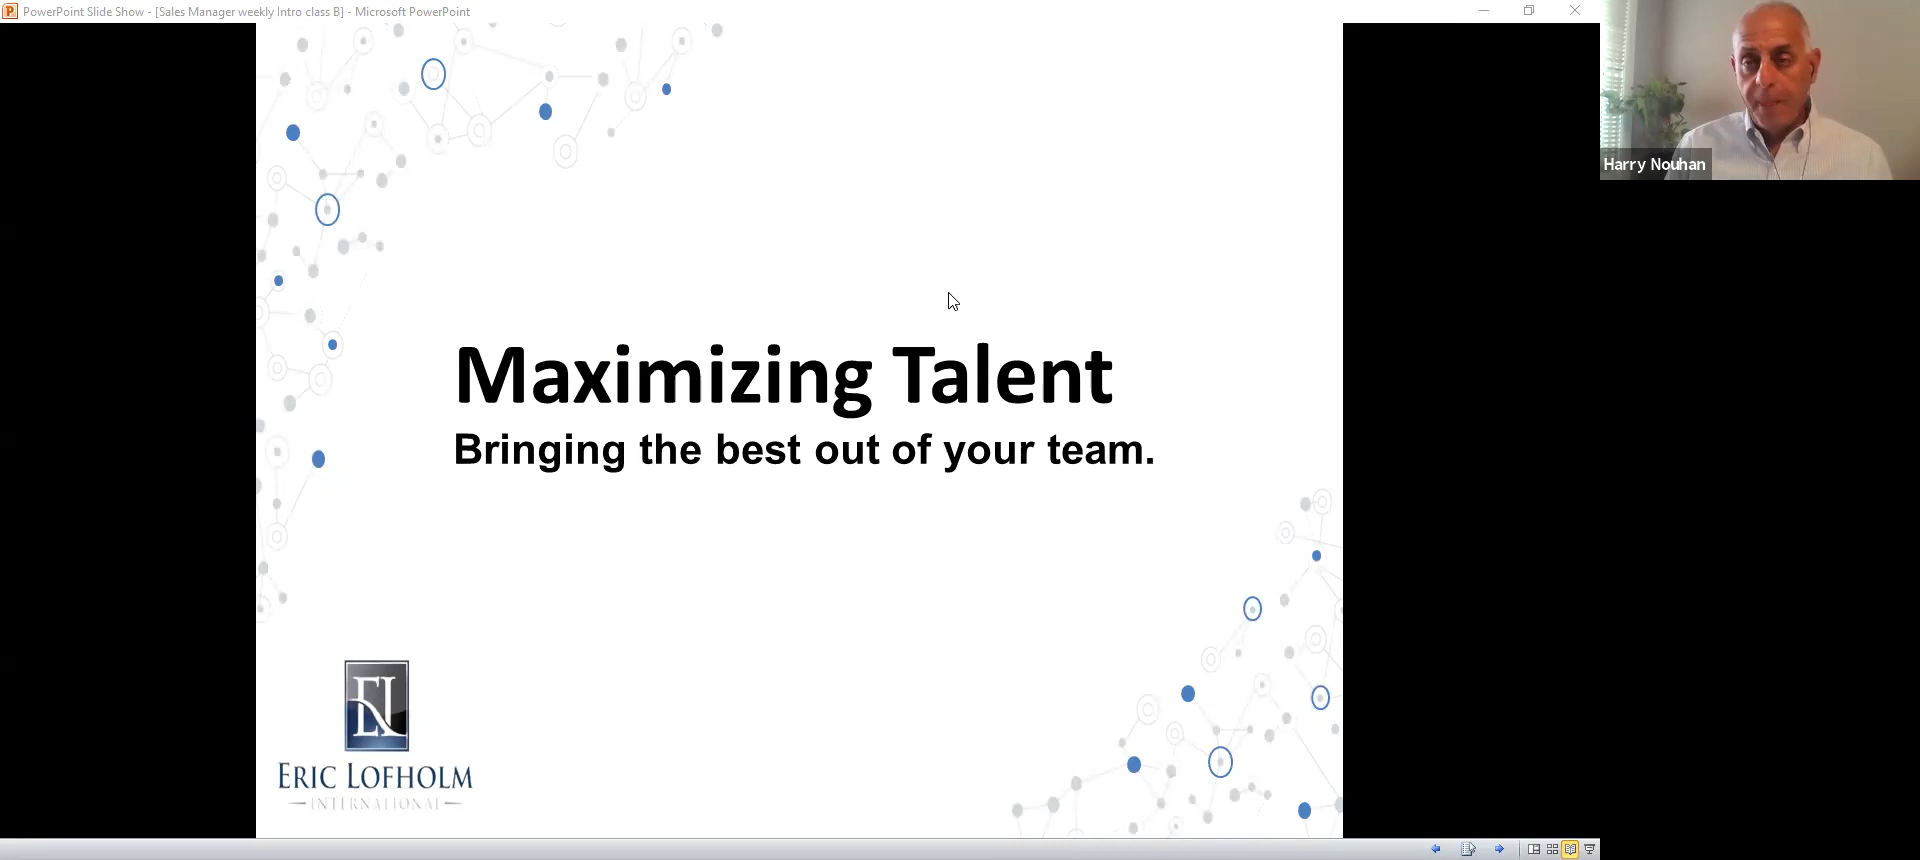 PowerPoint Slide Show - [Sales Manager weekly Intro class B] - Microsoft PowerPoint
Harry Nouhan
Maximizing Talent
Bringing the best out of your team.
EL
ERIC LOFHOLM
INTERNATIONAL